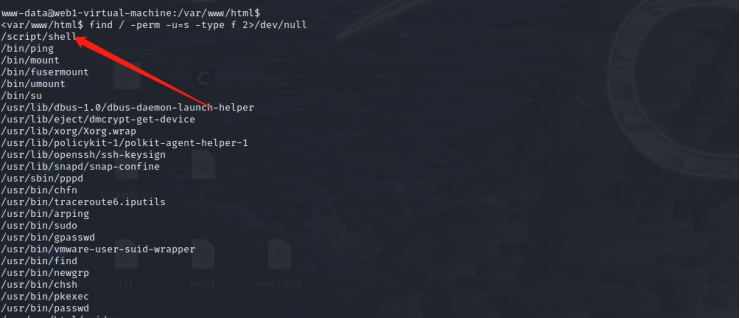 www-data@web1-virtual-machine:/var/www/html$
<var/www/html$ find / -perm -u=s -type f 2>/dev/null
/script/shell
/bin/ping
/bin/mount
/bin/fusermount
/bin/umount
/bin/su
/usr/lib/dbus-1.0/dbus-daemon-launch-helper
/usr/lib/eject/dmcrypt-get-device
/usr/lib/xorg/Xorg.wrap
/usr/lib/policykit-1/polkit-agent-helper-1
/usr/lib/openssh/ssh-keysign
/usr/lib/snapd/snap-confine
/usr/sbin/pppd
/usr/bin/chfn
/usr/bin/traceroute6.iputils
/usr/bin/arping
/usr/bin/sudo
/usr/bin/gpasswd
/usr/bin/vmware-user-suid-wrapper
/usr/bin/find
/usr/bin/newgrp
/usr/bin/chsh
/usr/bin/pkexec
/usr/bin/passwd